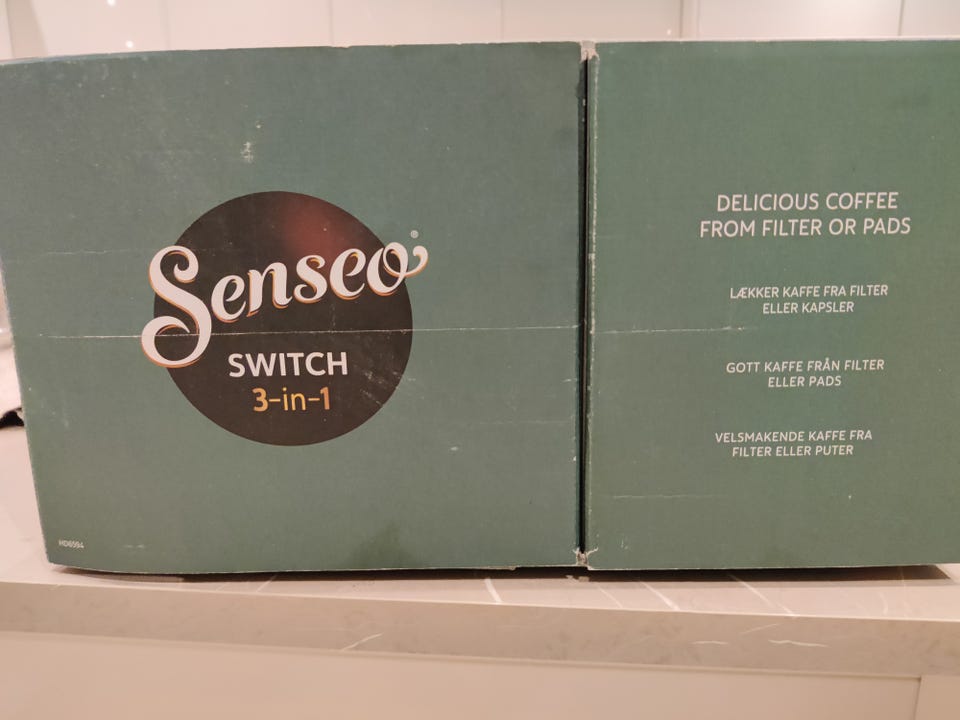 Senseo®
SWITCH
3-in-1
HD6594
DELICIOUS COFFEE
FROM FILTER OR PADS
LÆKKER KAFFE FRA FILTER
ELLER KAPSLER
GOTT KAFFE FRÅN FILTER
ELLER PADS
VELSMAKENDE KAFFE FRA
FILTER ELLER PUTER